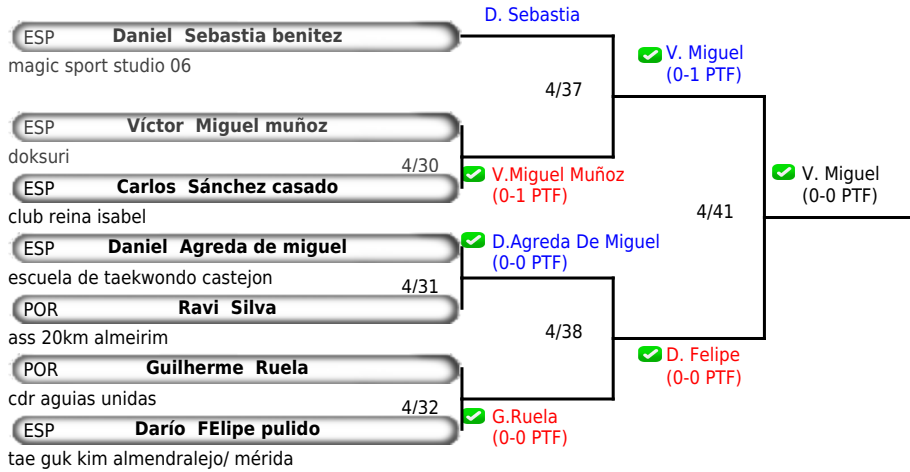 D. Sebastia
ESP Daniel Sebastia benitez
magic sport studio 06
V. Miguel
(0-1 PTF)
4/37
ESP Víctor Miguel muñoz
doksuri
4/30
V.Miguel Muñoz
(0-1 PTF)
ESP Carlos Sánchez casado
club reina isabel
V. Miguel
(0-0 PTF)
4/41
ESP Daniel Agreda de miguel
escuela de taekwondo castejon
D.Agreda De Miguel
(0-0 PTF)
4/31
POR Ravi Silva
ass 20km almeirim
4/38
D. Felipe
(0-0 PTF)
POR Guilherme Ruela
cdr aguias unidas
4/32
G.Ruela
(0-0 PTF)
ESP Darío FElipe pulido
tae guk kim almendralejo/ mérida